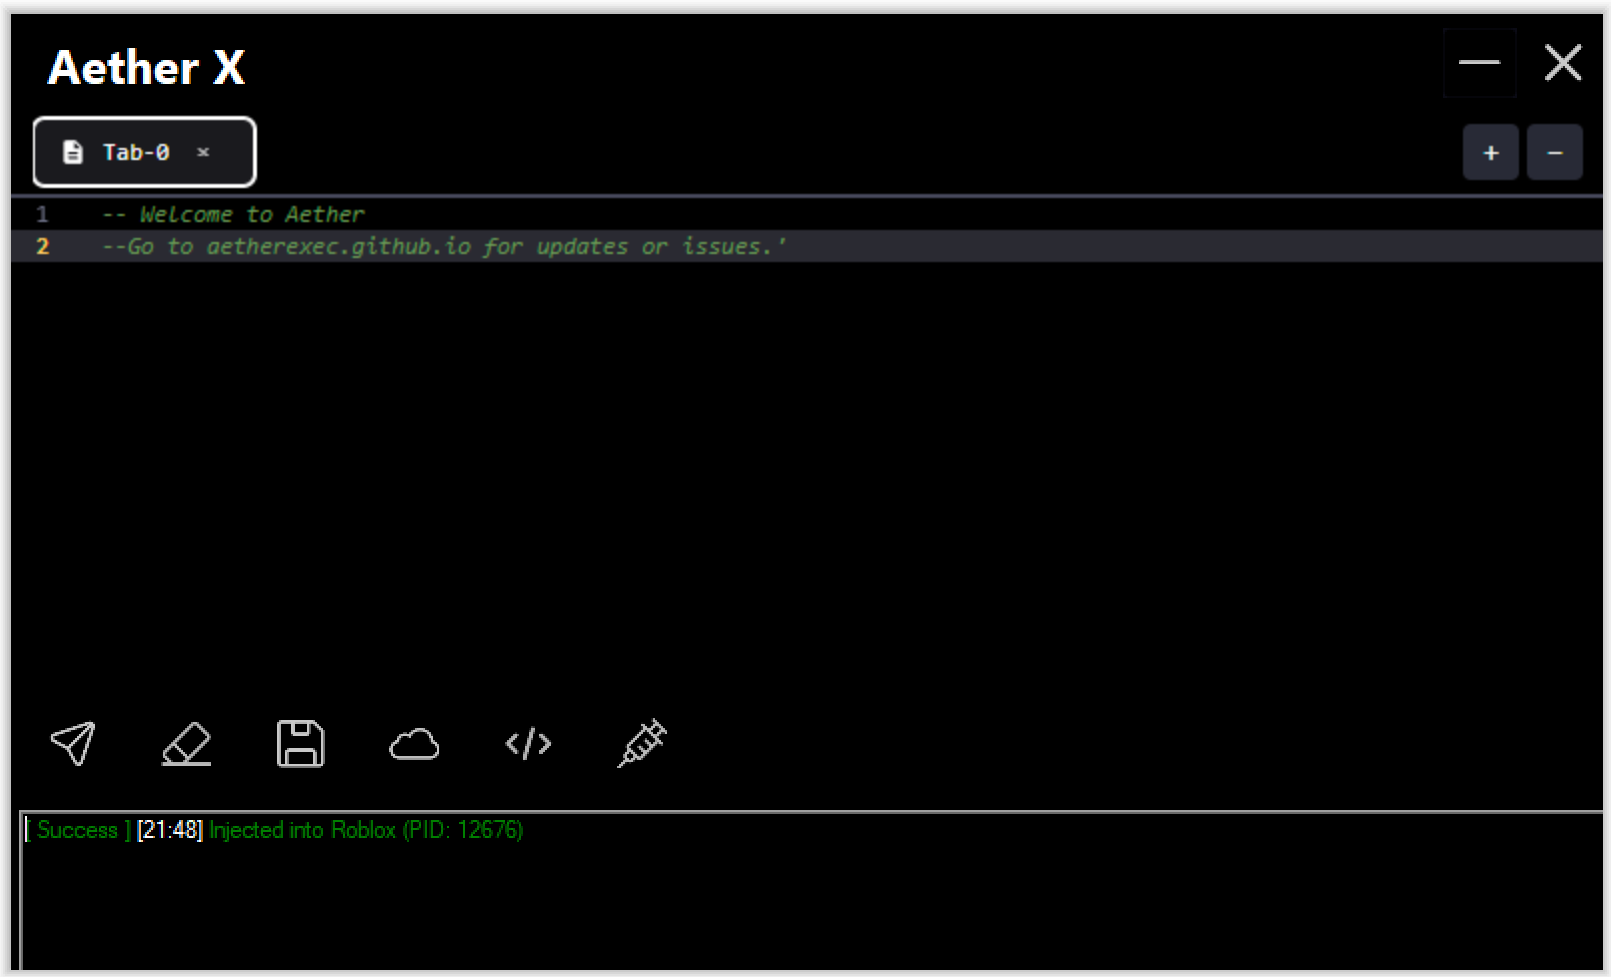 Aether X
Tab-0 ×
+ -
1 -- Welcome to Aether
2 --Go to aetherexec.github.io for updates or issues.'
</>
[ Success ] [21:48] Injected into Roblox (PID: 12676)